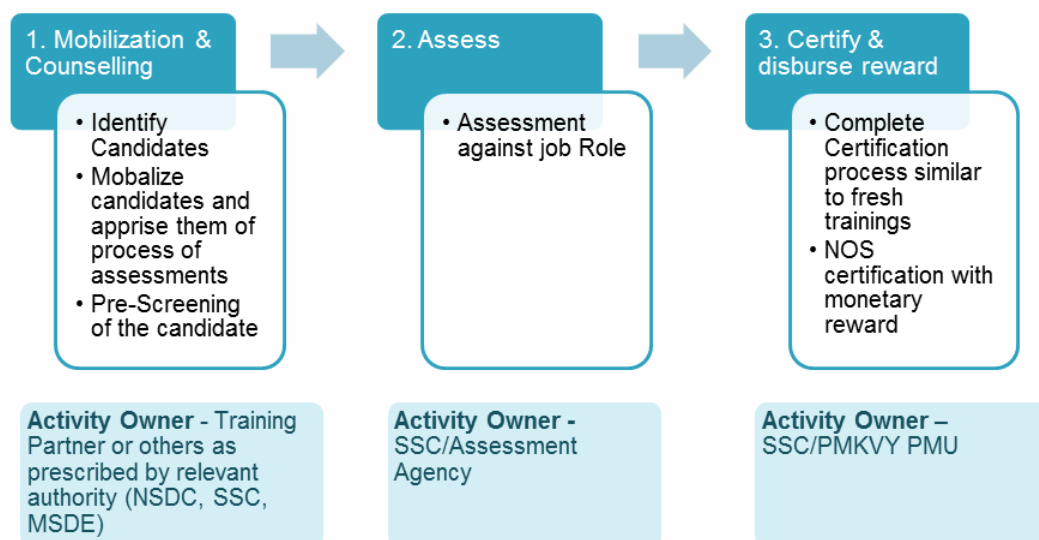 1. Mobilization &
Counselling
• Identify
Candidates
• Mobalize
candidates and
apprise them of
process of
assessments
• Pre-Screening
of the candidate
Activity Owner - Training
Partner or others as
prescribed by relevant
authority (NSDC, SSC,
MSDE)
2. Assess
• Assessment
against job Role
Activity Owner -
SSC/Assessment
Agency
3. Certify &
disburse reward
• Complete
Certification
process similar
to fresh
trainings
• NOS
certification with
monetary
reward
Activity Owner –
SSC/PMKVY PMU